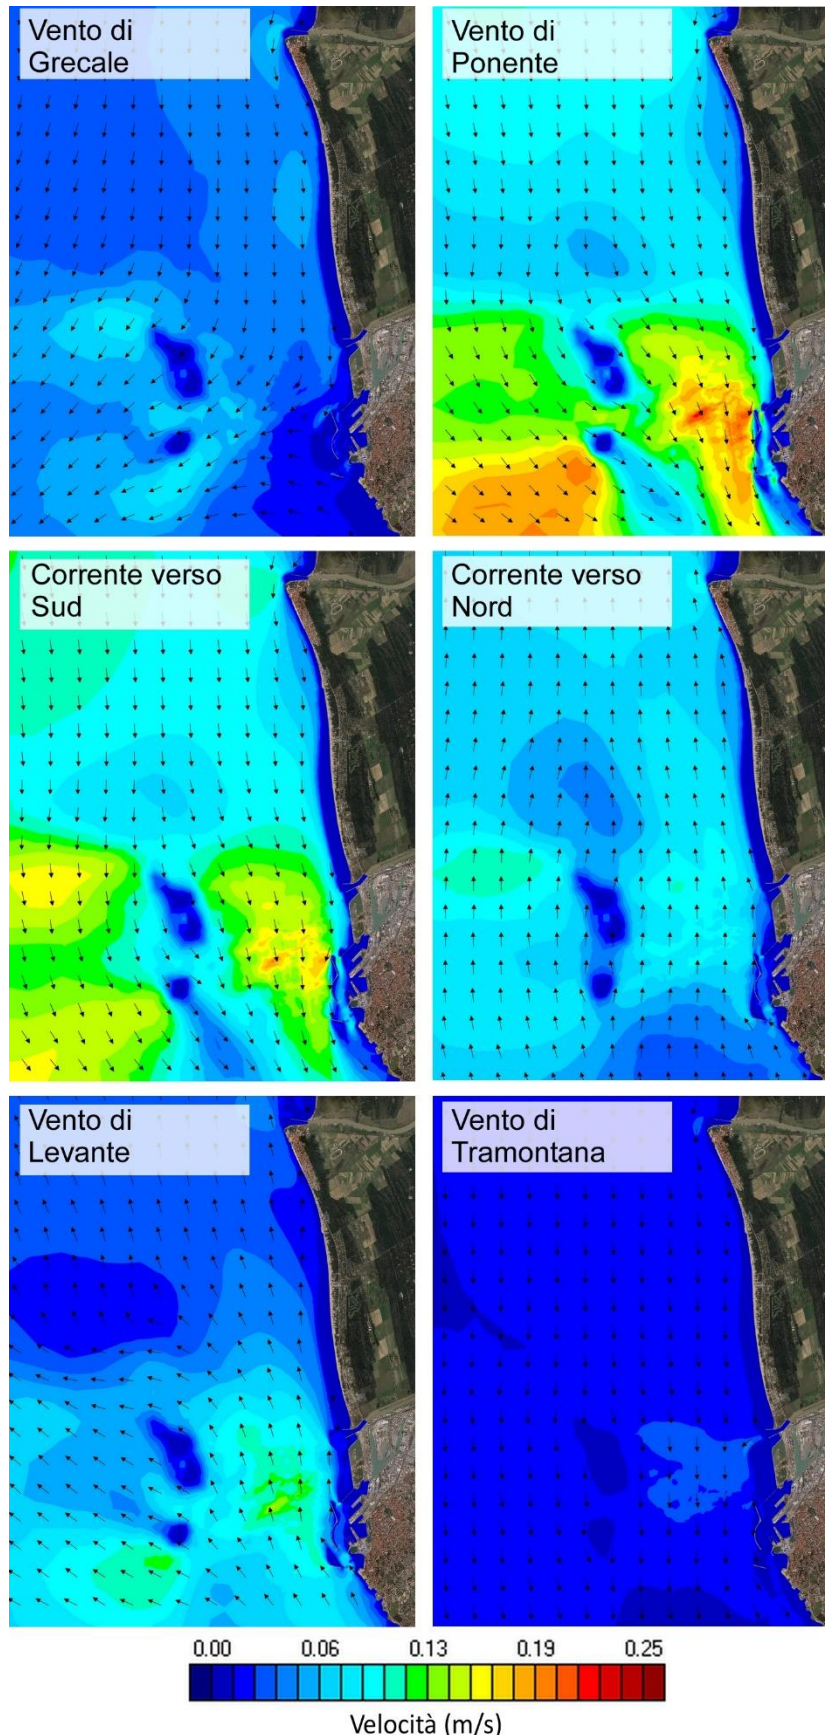 Vento di
Grecale
Vento di
Ponente
Corrente verso
Sud
Corrente verso
Nord
Vento di
Levante
Vento di
Tramontana
0.00 0.06 0.13 0.19 0.25
Velocità (m/s)